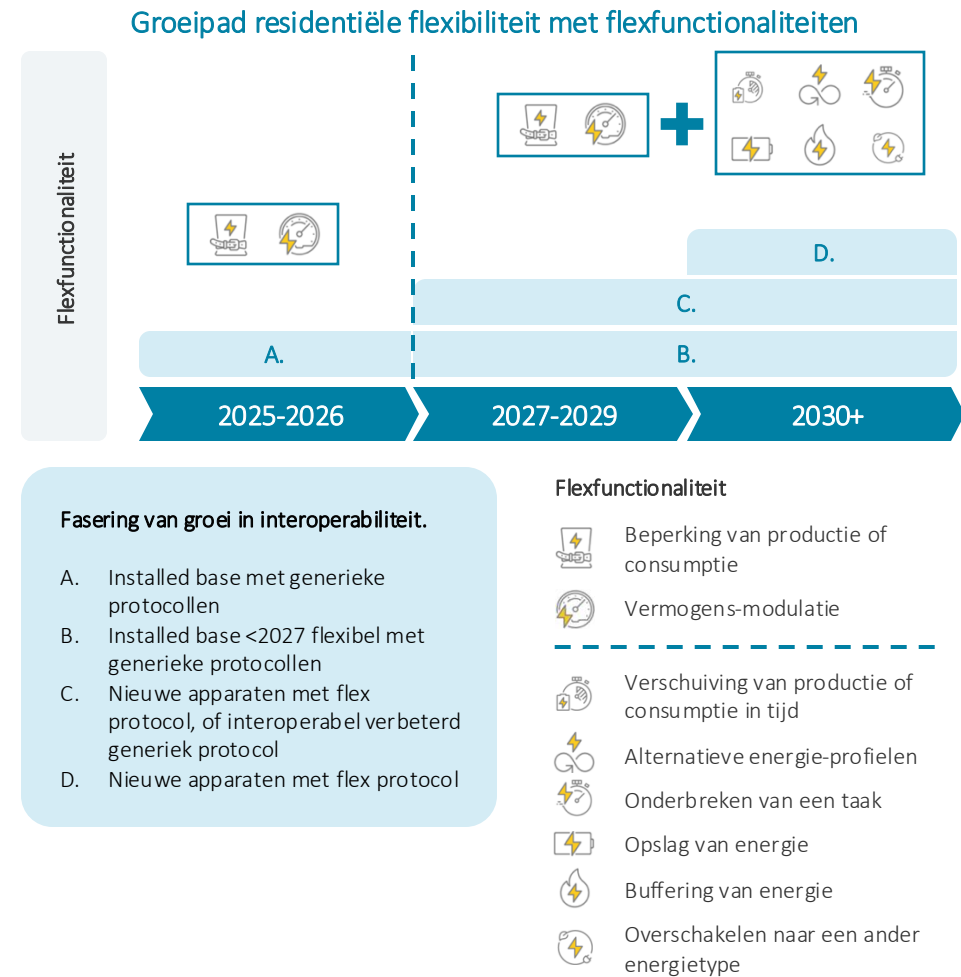 Groeipad residentiële flexibiliteit met flexfunctionaliteiten
Flexfunctionaliteit
D.
C.
A.
B.
2025-2026
2027-2029
2030+
Fasering van groei in interoperabiliteit.
A. Installed base met generieke
protocollen
B. Installed base <2027 flexibel met
generieke protocollen
C. Nieuwe apparaten met flex
protocol, of interoperabel verbeterd
generiek protocol
D. Nieuwe apparaten met flex protocol
Flexfunctionaliteit
Beperking van productie of
consumptie
Vermogens-modulatie
Verschuiving van productie of
consumptie in tijd
Alternatieve energie-profielen
Onderbreken van een taak
Opslag van energie
Buffering van energie
Overschakelen naar een ander
energietype